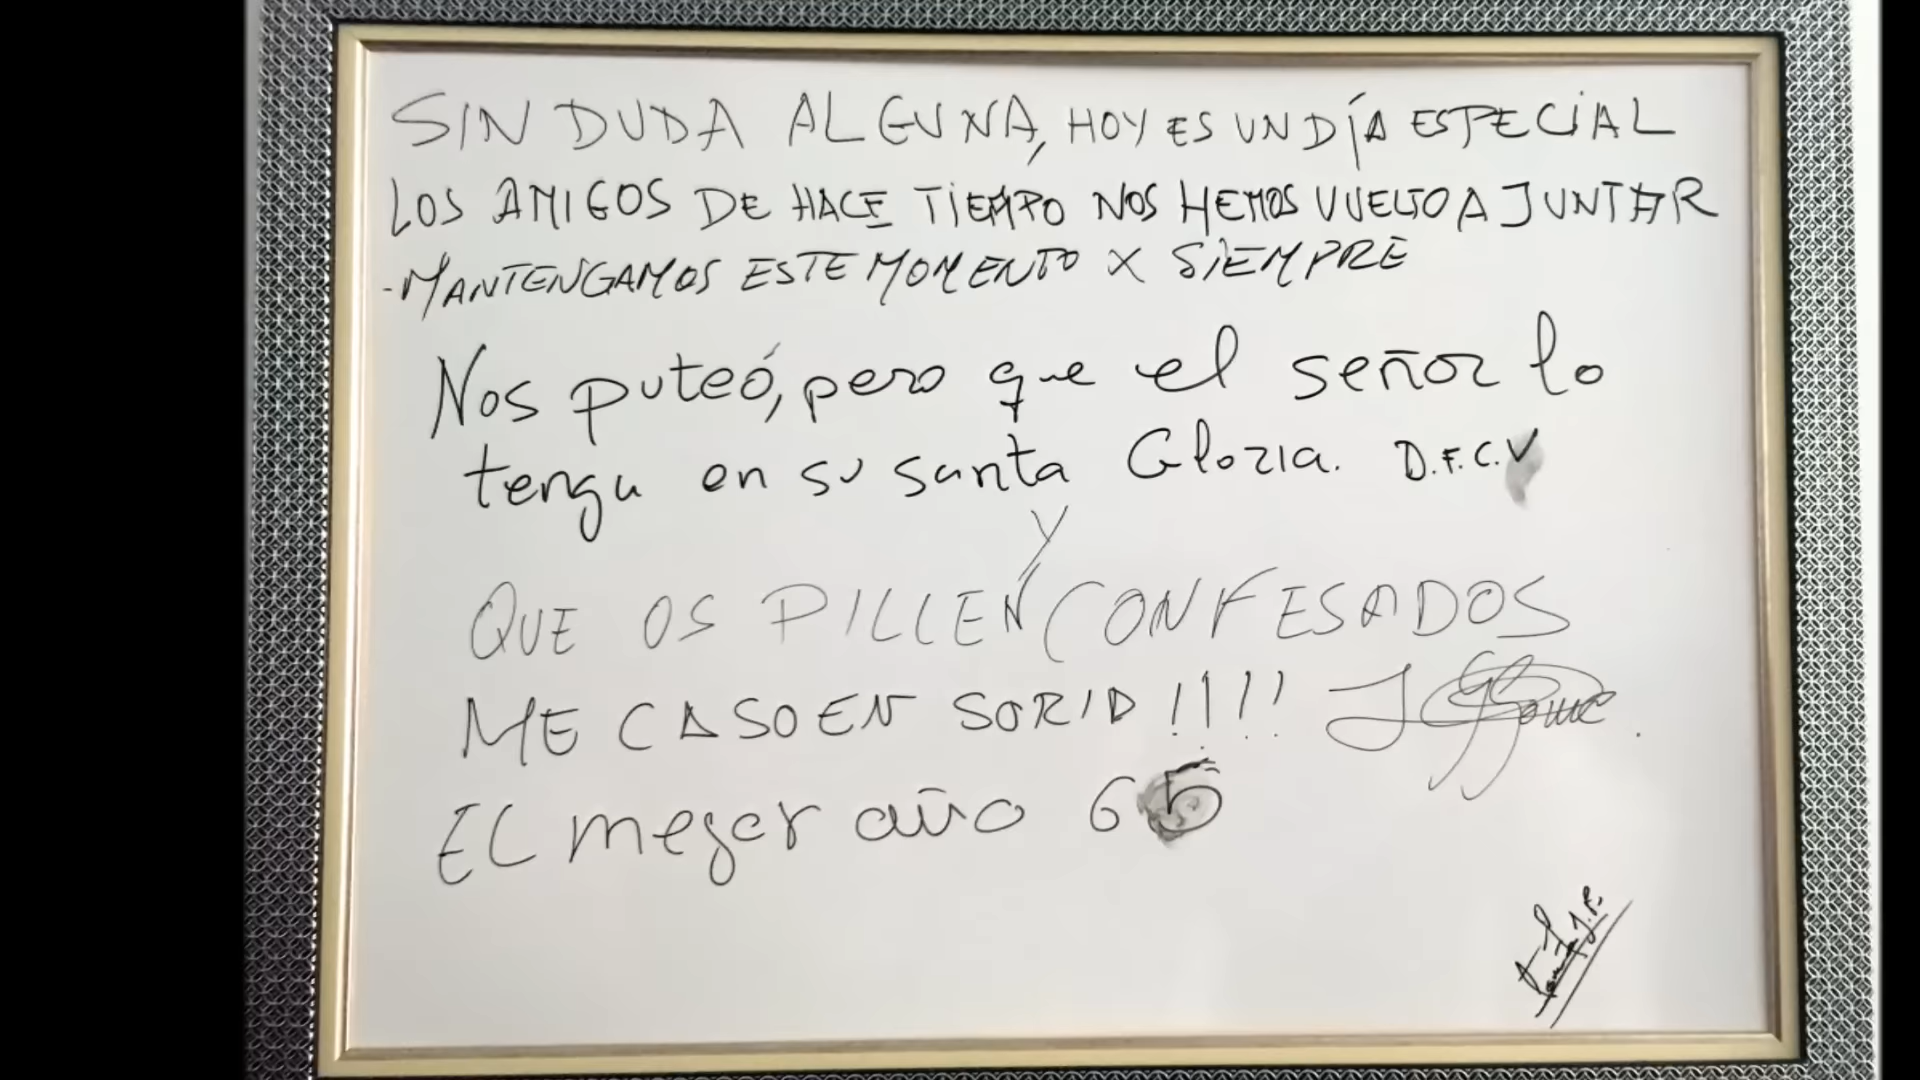 SIN DUDA ALGUNA, HOY ES UN DÍA ESPECIAL
LOS AMIGOS DE HACE TIEMPO NOS HEMOS VUELTO A JUNTAR
-MANTENGAMOS ESTE MOMENTO X SIEMPRE
Nos puteó, pero que el señor lo
tenga en su santa Gloria. D.F.C.V
Y
QUE OS PILLEN CONFESADOS
ME CASO EN SORID !!!!
EL mejor año 65